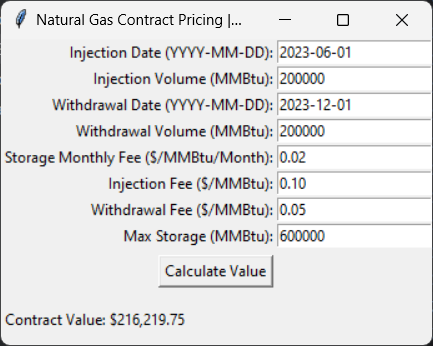 Natural Gas Contract Pricing |...
Injection Date (YYYY-MM-DD): 2023-06-01
Injection Volume (MMBtu): 200000
Withdrawal Date (YYYY-MM-DD): 2023-12-01
Withdrawal Volume (MMBtu): 200000
Storage Monthly Fee ($/MMBtu/Month): 0.02
Injection Fee ($/MMBtu): 0.10
Withdrawal Fee ($/MMBtu): 0.05
Max Storage (MMBtu): 600000
Calculate Value
Contract Value: $216,219.75